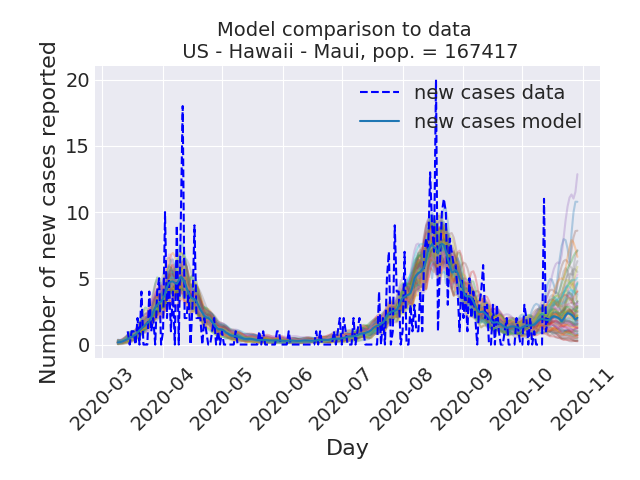 Model comparison to data
US - Hawaii - Maui, pop. = 167417
Number of new cases reported
20
15
10
5
0
new cases data
new cases model
2020-03
2020-04
2020-05
2020-06
2020-07
2020-08
2020-09
2020-10
2020-11
Day